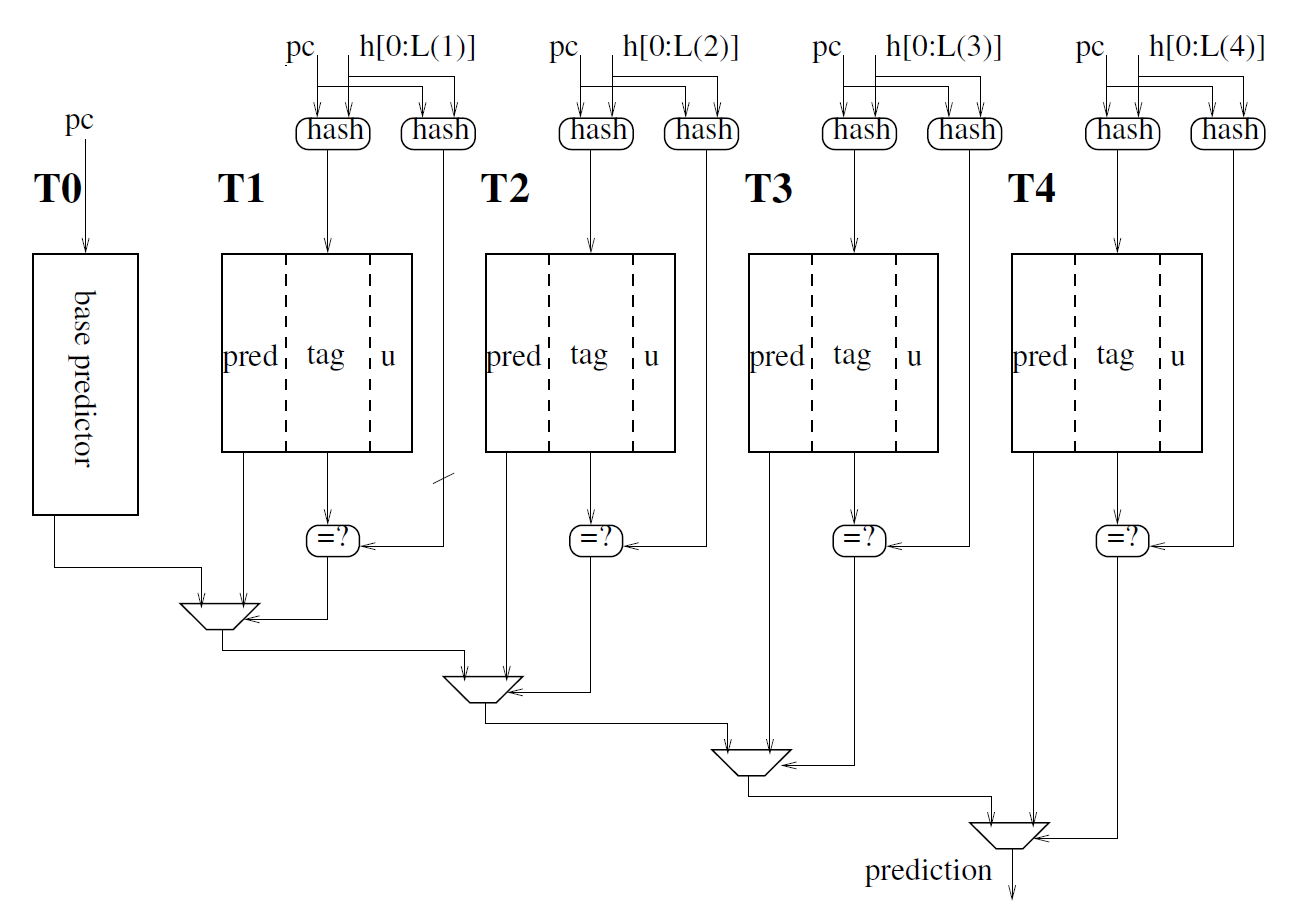 pc h[0:L(1)] pc h[0:L(2)] pc h[0:L(3)] pc h[0:L(4)]
hash hash hash hash hash hash hash hash
pc
T0 T1 T2 T3 T4
base predictor
pred tag u pred tag u pred tag u pred tag u
=? =? =? =?
prediction